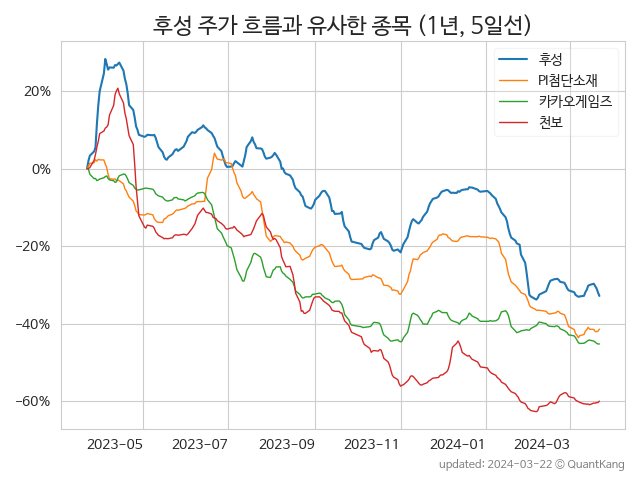 후성 주가 흐름과 유사한 종목 (1년, 5일선)
후성
PI첨단소재
카카오게임즈
천보
20%
0%
−20%
−40%
−60%
2023-05 2023-07 2023-09 2023-11 2024-01 2024-03
updated: 2024-03-22 © QuantKang